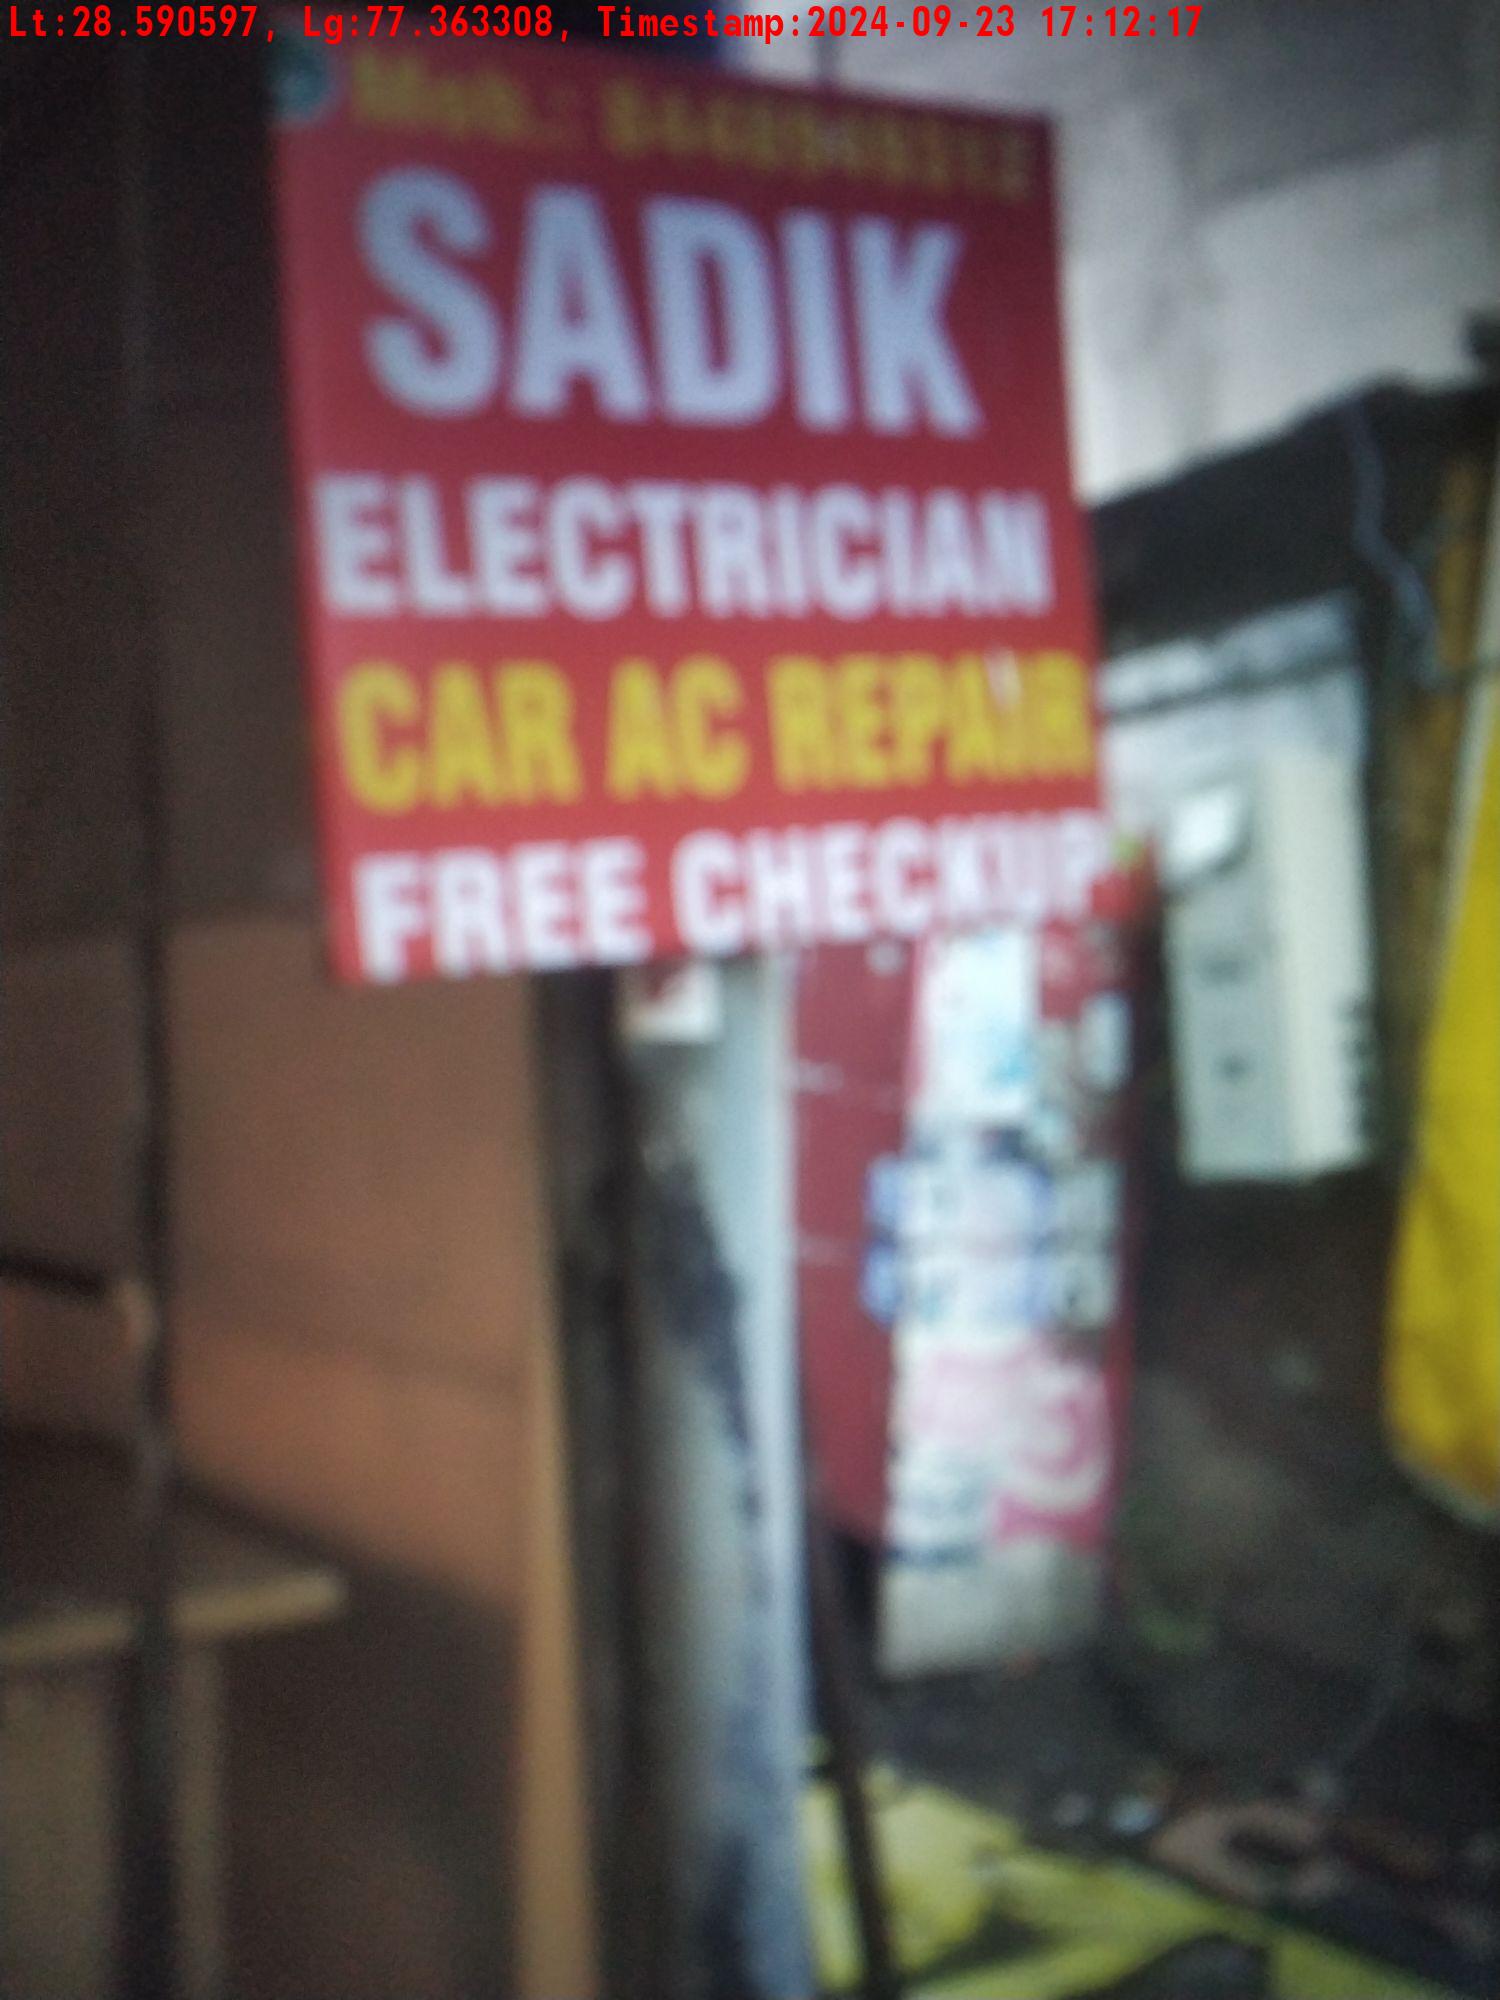 Lt:28.590597, Lg:77.363308, Timestamp:2024-09-23 17:12:17
Mob.:
SADIK
ELECTRICIAN
CAR AC REPAIR
FREE CHECKUP